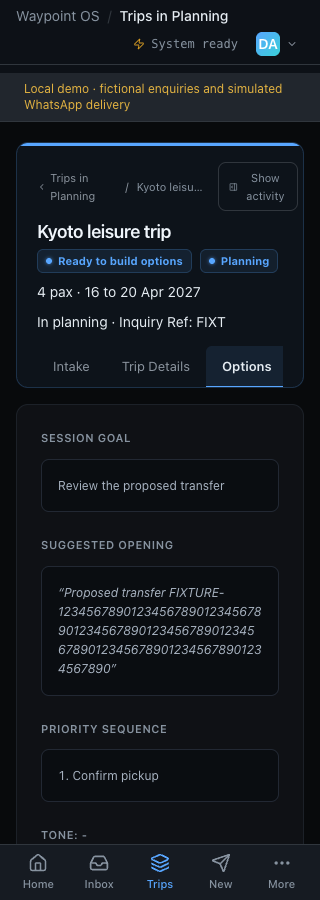 Waypoint OS / Trips in Planning
System ready DA
Local demo · fictional enquiries and simulated
WhatsApp delivery
Trips in
Planning
/ Kyoto leisu...
Show
activity
Kyoto leisure trip
Ready to build options
Planning
4 pax · 16 to 20 Apr 2027
In planning · Inquiry Ref: FIXT
Intake Trip Details Options
SESSION GOAL
Review the proposed transfer
SUGGESTED OPENING
"Proposed transfer FIXTURE-
1234567890123456789012345678
901234567890123456789012345
6789012345678901234567890123
4567890"
PRIORITY SEQUENCE
1. Confirm pickup
TONE: -
Home Inbox Trips New More